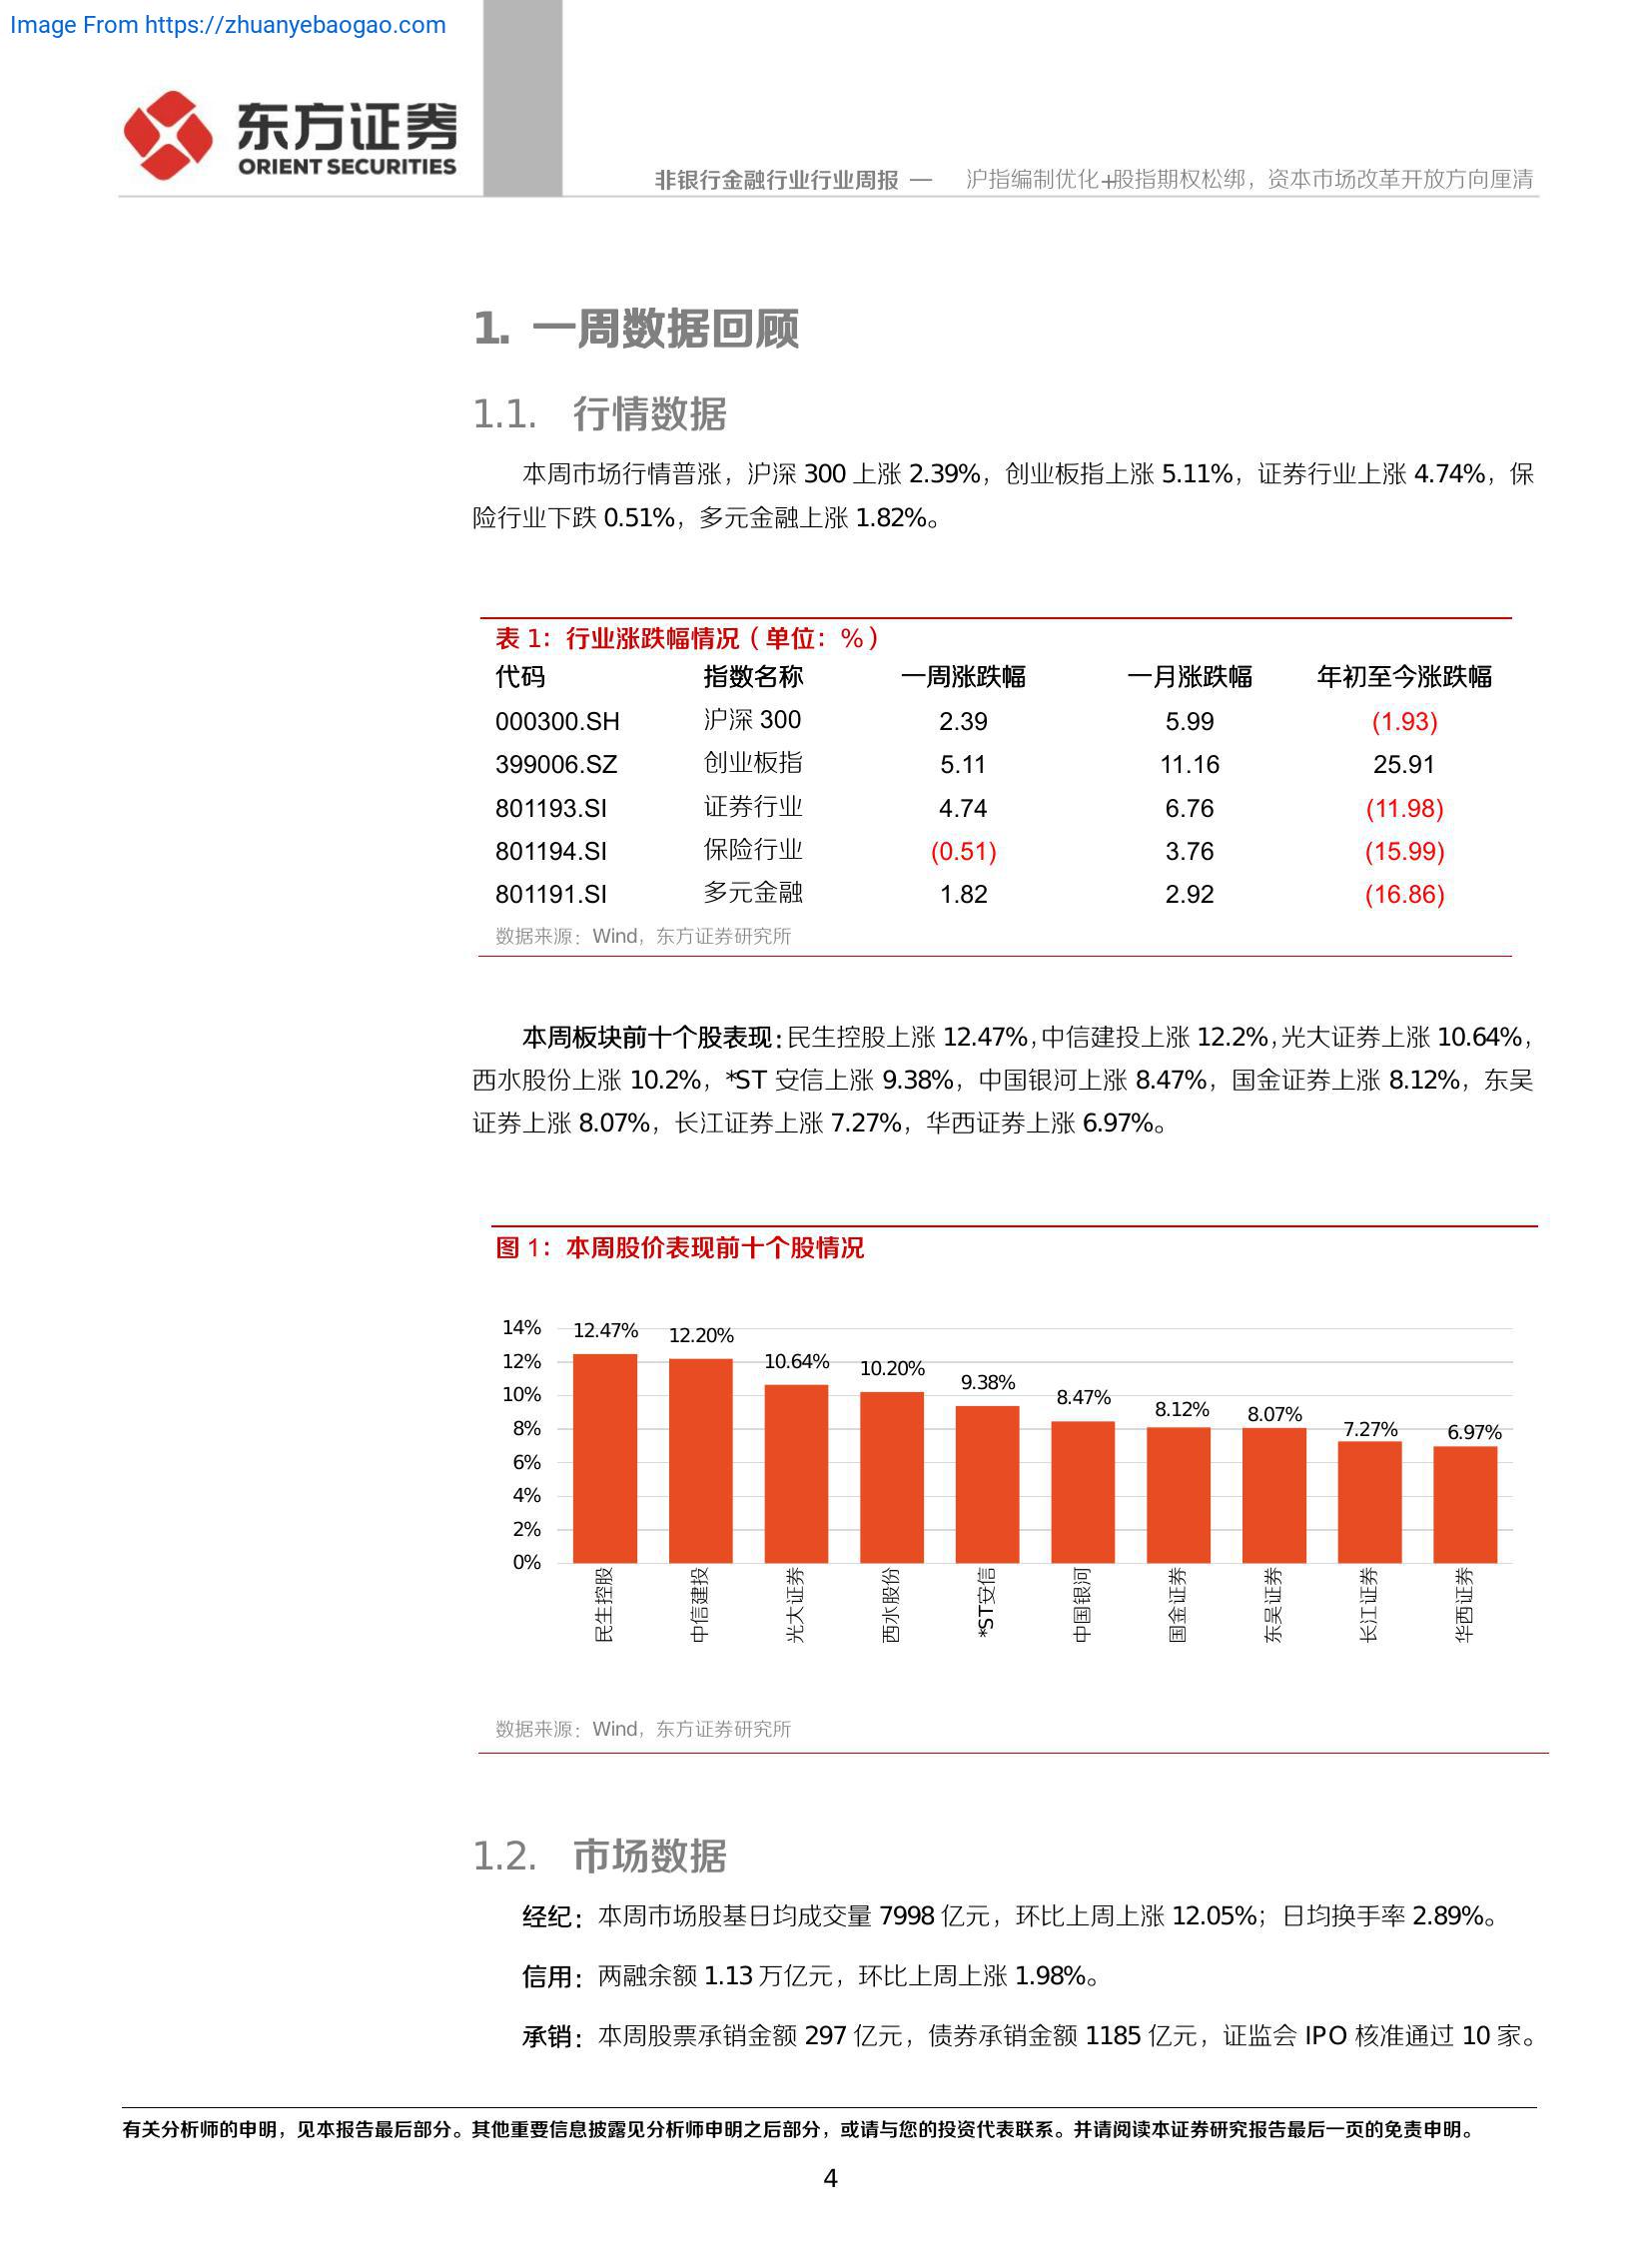 Image From https://zhuanyebaogao.com
东方证券
ORIENT SECURITIES
非银行金融行业行业周报 — 沪指编制优化+股指期权松绑，资本市场改革开放方向厘清
1. 一周数据回顾
1.1. 行情数据
本周市场行情普涨，沪深 300 上涨 2.39%，创业板指上涨 5.11%，证券行业上涨 4.74%，保
险行业下跌 0.51%，多元金融上涨 1.82%。
表 1：行业涨跌幅情况（单位：%）
代码 指数名称 一周涨跌幅 一月涨跌幅 年初至今涨跌幅
000300.SH 沪深 300 2.39 5.99 (1.93)
399006.SZ 创业板指 5.11 11.16 25.91
801193.SI 证券行业 4.74 6.76 (11.98)
801194.SI 保险行业 (0.51) 3.76 (15.99)
801191.SI 多元金融 1.82 2.92 (16.86)
数据来源：Wind，东方证券研究所
本周板块前十个股表现：民生控股上涨 12.47%，中信建投上涨 12.2%，光大证券上涨 10.64%，
西水股份上涨 10.2%，*ST 安信上涨 9.38%，中国银河上涨 8.47%，国金证券上涨 8.12%，东吴
证券上涨 8.07%，长江证券上涨 7.27%，华西证券上涨 6.97%。
图 1：本周股价表现前十个股情况
14%
12%
10%
8%
6%
4%
2%
0%
12.47% 12.20% 10.64% 10.20% 9.38% 8.47% 8.12% 8.07% 7.27% 6.97%
民生控股 中信建投 光大证券 西水股份 *ST安信 中国银河 国金证券 东吴证券 长江证券 华西证券
数据来源：Wind，东方证券研究所
1.2. 市场数据
经纪：本周市场股基日均成交量 7998 亿元，环比上周上涨 12.05%；日均换手率 2.89%。
信用：两融余额 1.13 万亿元，环比上周上涨 1.98%。
承销：本周股票承销金额 297 亿元，债券承销金额 1185 亿元，证监会 IPO 核准通过 10 家。
有关分析师的申明，见本报告最后部分。其他重要信息披露见分析师申明之后部分，或请与您的投资代表联系。并请阅读本证券研究报告最后一页的免责申明。
4